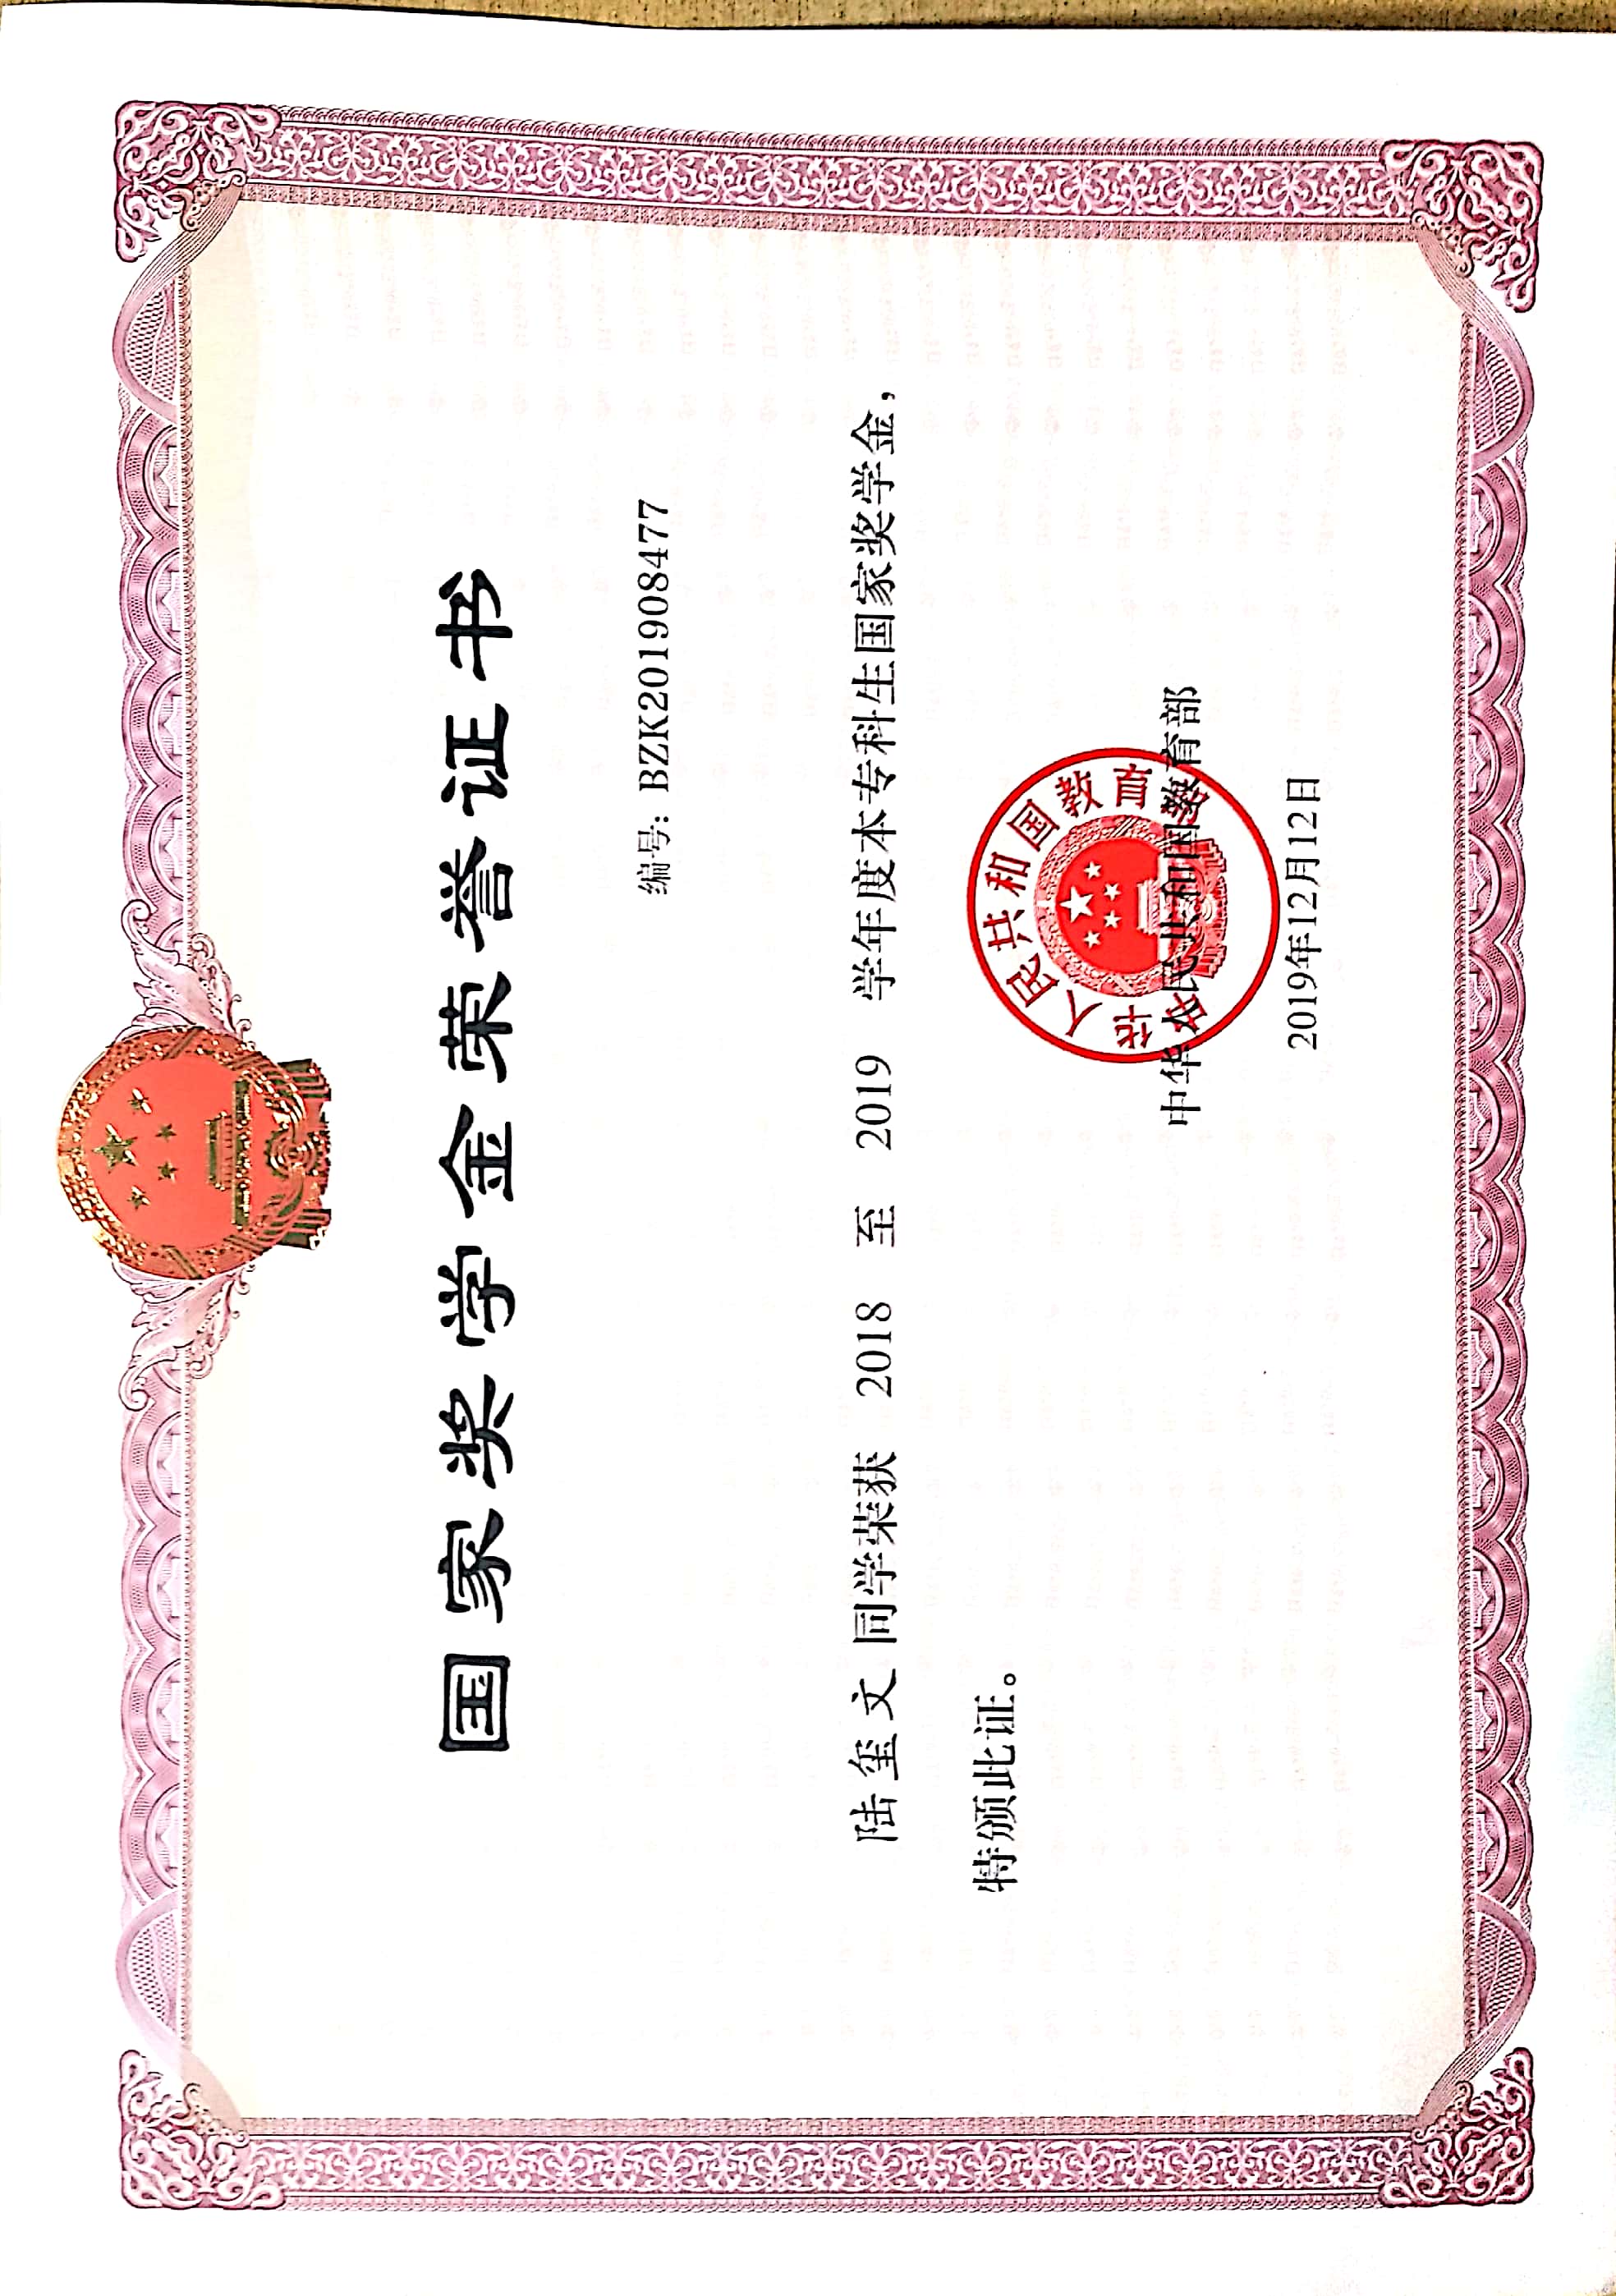 国家奖学金荣誉证书
编号：BZK201908477
陆玺文 同学荣获 2018 至 2019 学年度本专科生国家奖学金，
特颁此证。
中华人民共和国教育部
中华人民共和国教育部
2019年12月12日